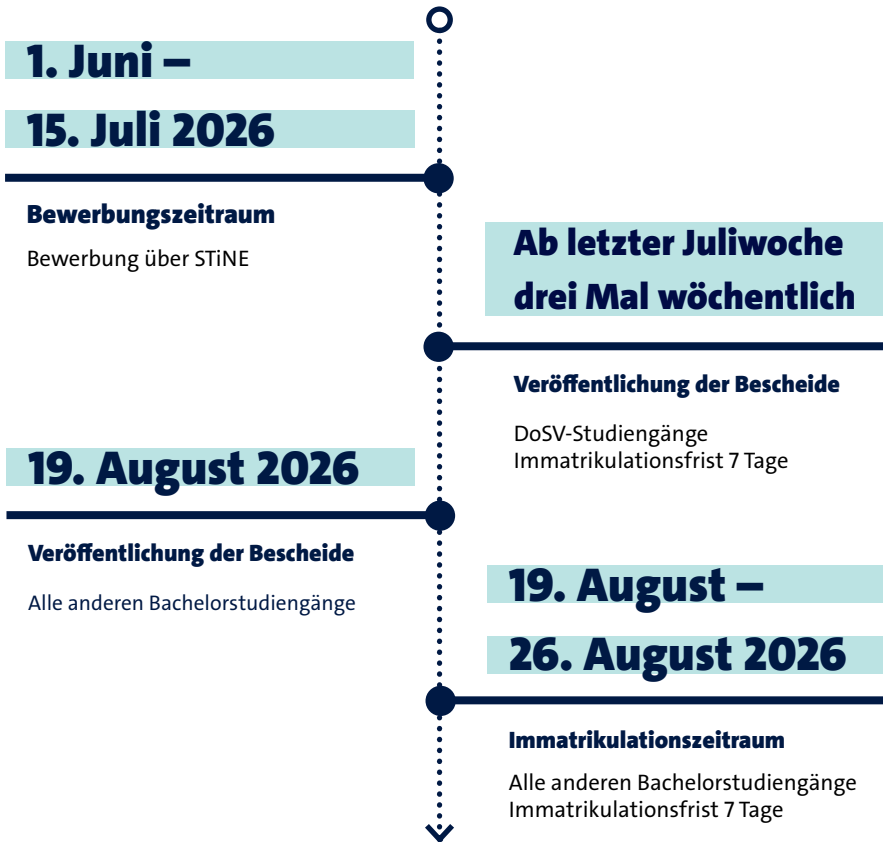 1. Juni –
15. Juli 2026
Bewerbungszeitraum
Bewerbung über STiNE
Ab letzter Juliwoche
drei Mal wöchentlich
Veröffentlichung der Bescheide
DoSV-Studiengänge
Immatrikulationsfrist 7 Tage
19. August 2026
Veröffentlichung der Bescheide
Alle anderen Bachelorstudiengänge
19. August –
26. August 2026
Immatrikulationszeitraum
Alle anderen Bachelorstudiengänge
Immatrikulationsfrist 7 Tage